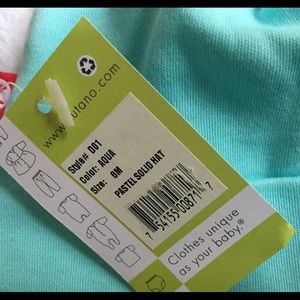 www.zutano.com
Style# D01
Color: AQUA
Size: 6M
PASTEL SOLID HAT
Clothes unique
as your baby.®